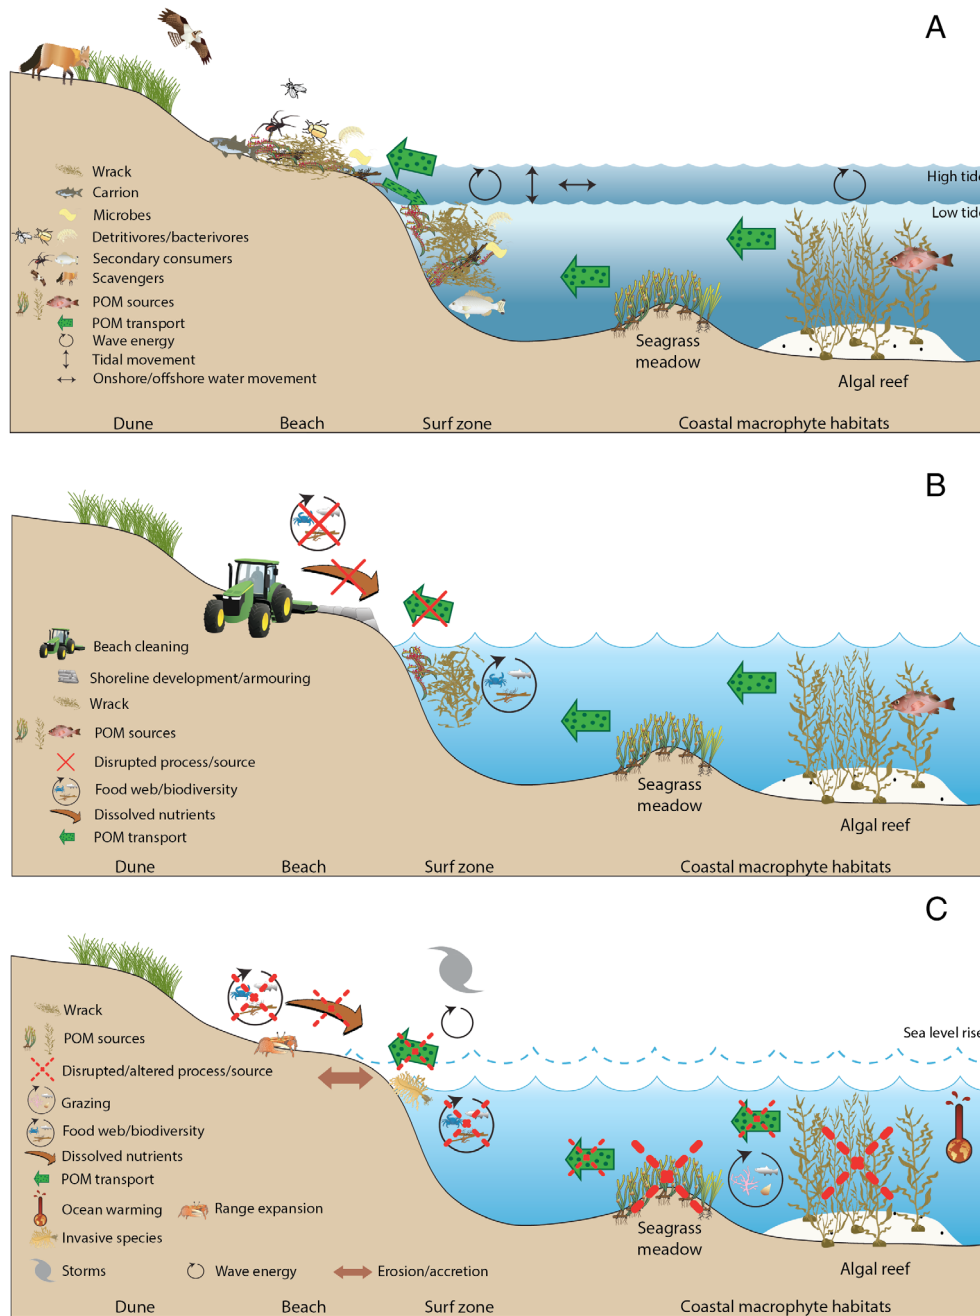 A
High tide
Low tide
Wrack
Carrion
Microbes
Detritivores/bacterivores
Secondary consumers
Scavengers
POM sources
POM transport
Wave energy
Tidal movement
Onshore/offshore water movement
Seagrass
meadow
Algal reef
Dune
Beach
Surf zone
Coastal macrophyte habitats
B
Beach cleaning
Shoreline development/armouring
Wrack
POM sources
Disrupted process/source
Food web/biodiversity
Dissolved nutrients
POM transport
Seagrass
meadow
Algal reef
Dune
Beach
Surf zone
Coastal macrophyte habitats
C
Sea level rise
Wrack
POM sources
Disrupted/altered process/source
Grazing
Food web/biodiversity
Dissolved nutrients
POM transport
Ocean warming
Range expansion
Invasive species
Storms
Wave energy
Erosion/accretion
Seagrass
meadow
Algal reef
Dune
Beach
Surf zone
Coastal macrophyte habitats